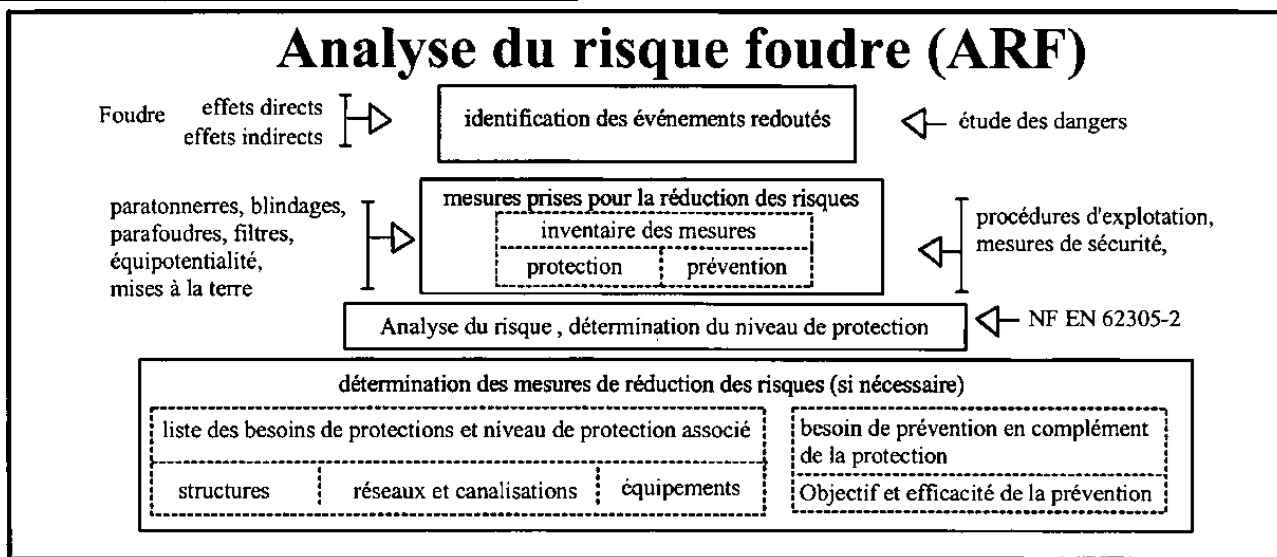 Analyse du risque foudre (ARF)
Foudre
effets directs
effets indirects
identification des événements redoutés
étude des dangers
paratonnerres, blindages,
parafoudres, filtres,
équipotentialité,
mises à la terre
mesures prises pour la réduction des risques
inventaire des mesures
protection
prévention
procédures d'explotation,
mesures de sécurité,
Analyse du risque , détermination du niveau de protection
NF EN 62305-2
détermination des mesures de réduction des risques (si nécessaire)
liste des besoins de protections et niveau de protection associé
structures
réseaux et canalisations
équipements
besoin de prévention en complément
de la protection
Objectif et efficacité de la prévention